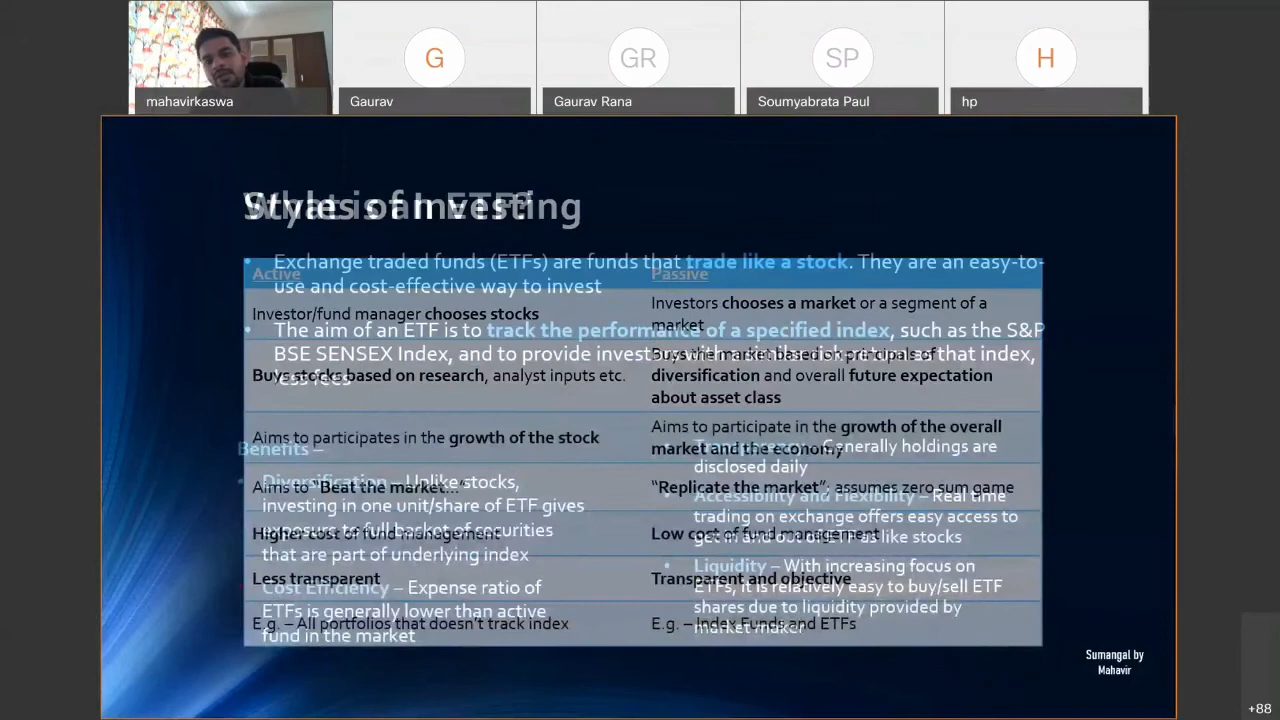 G
GR
SP
H
mahavirkaswa
Gaurav
Gaurav Rana
Soumyabrata Paul
hp
Styles of Investing
What is an ETF?
• Exchange traded funds (ETFs) are funds that trade like a stock. They are an easy-to-
use and cost-effective way to invest
• The aim of an ETF is to track the performance of a specified index, such as the S&P
BSE SENSEX Index, and to provide investors with a similar risk-return as that index,
less fees
Benefits –
• Diversification – Unlike stocks,
investing in one unit/share of ETF gives
exposure to full basket of securities
that are part of underlying index
• Cost Efficiency – Expense ratio of
ETFs is generally lower than active
fund in the market
• Transparency – Generally holdings are
disclosed daily
• Accessibility and Flexibility – Real time
trading on exchange offers easy access to
get in and out of ETF as like stocks
• Liquidity – With increasing focus on
ETFs, it is relatively easy to buy/sell ETF
shares due to liquidity provided by
market maker
Active
Passive
Investor/fund manager chooses stocks
Investors chooses a market or a segment of a
market
Buys stocks based on research, analyst inputs etc.
Buys the market based on principals of
diversification and overall future expectation
about asset class
Aims to participates in the growth of the stock
Aims to participate in the growth of the overall
market and the economy
Aims to "Beat the market..."
"Replicate the market"; assumes zero sum game
Higher cost of fund management
Low cost of fund management
Less transparent
Transparent and objective
E.g. – All portfolios that doesn't track index
E.g. – Index Funds and ETFs
Sumangal by
Mahavir
+88